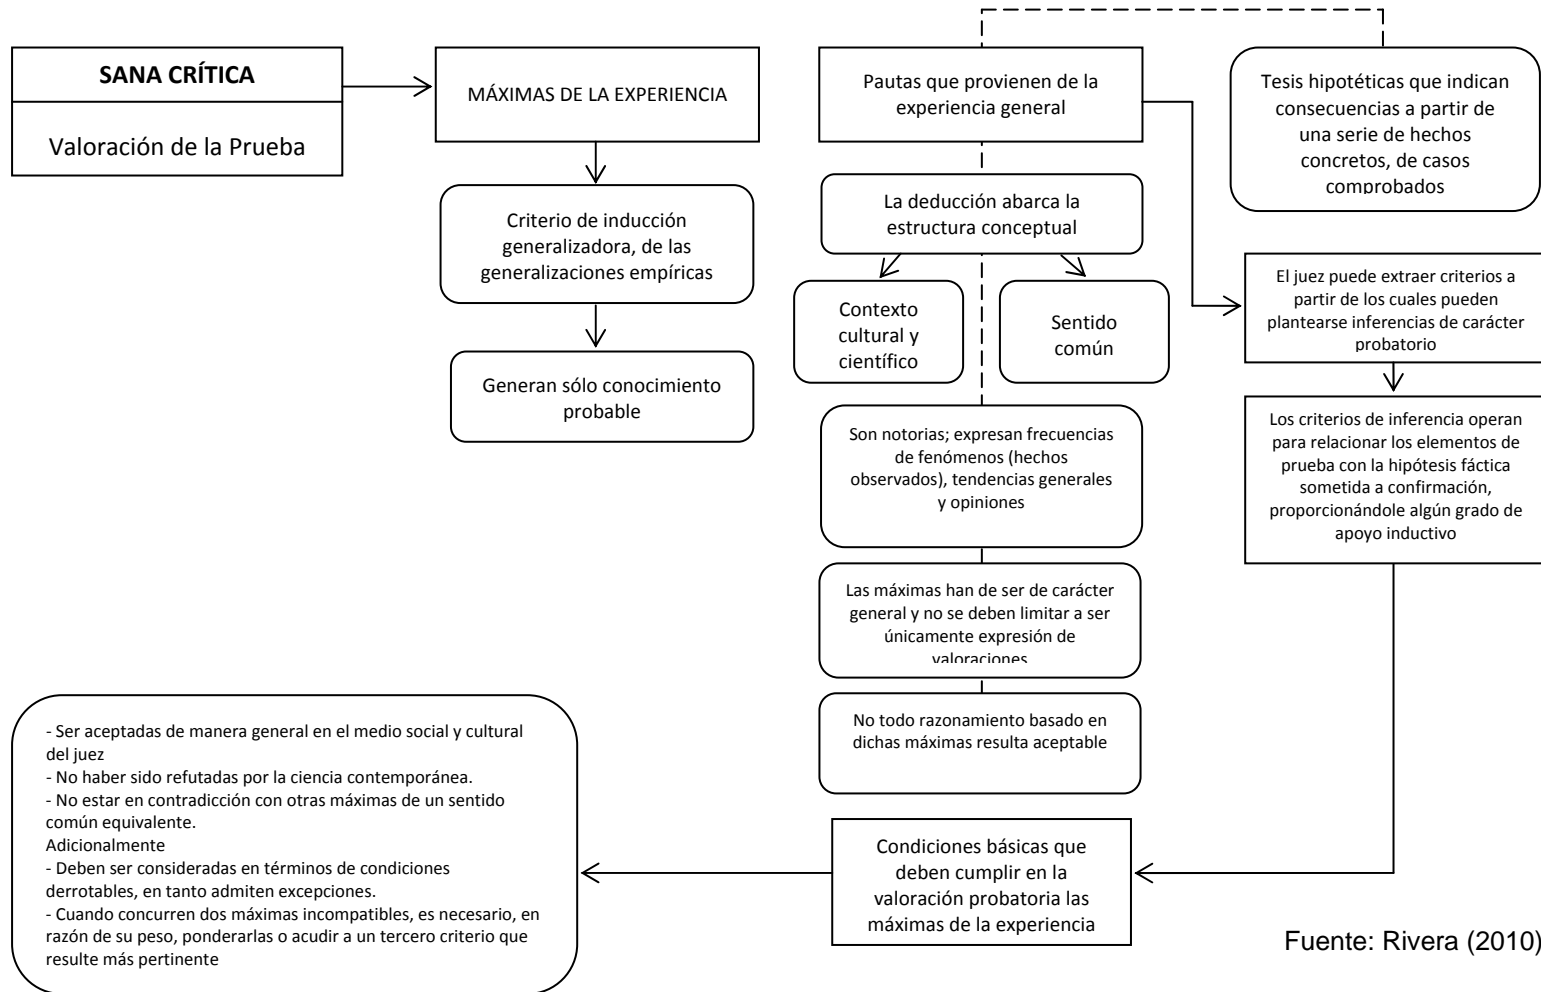 SANA CRÍTICA
Valoración de la Prueba
MÁXIMAS DE LA EXPERIENCIA
Criterio de inducción
generalizadora, de las
generalizaciones empíricas
Generan sólo conocimiento
probable
Pautas que provienen de la
experiencia general
La deducción abarca la
estructura conceptual
Contexto
cultural y
científico
Sentido
común
Son notorias; expresan frecuencias
de fenómenos (hechos
observados), tendencias generales
y opiniones
Las máximas han de ser de carácter
general y no se deben limitar a ser
únicamente expresión de
valoraciones
No todo razonamiento basado en
dichas máximas resulta aceptable
Tesis hipotéticas que indican
consecuencias a partir de
una serie de hechos
concretos, de casos
comprobados
El juez puede extraer criterios a
partir de los cuales pueden
plantearse inferencias de carácter
probatorio
Los criterios de inferencia operan
para relacionar los elementos de
prueba con la hipótesis fáctica
sometida a confirmación,
proporcionándole algún grado de
apoyo inductivo
Condiciones básicas que
deben cumplir en la
valoración probatoria las
máximas de la experiencia
- Ser aceptadas de manera general en el medio social y cultural
del juez
- No haber sido refutadas por la ciencia contemporánea.
- No estar en contradicción con otras máximas de un sentido
común equivalente.
Adicionalmente
- Deben ser consideradas en términos de condiciones
derrotables, en tanto admiten excepciones.
- Cuando concurren dos máximas incompatibles, es necesario, en
razón de su peso, ponderarlas o acudir a un tercero criterio que
resulte más pertinente
Fuente: Rivera (2010)